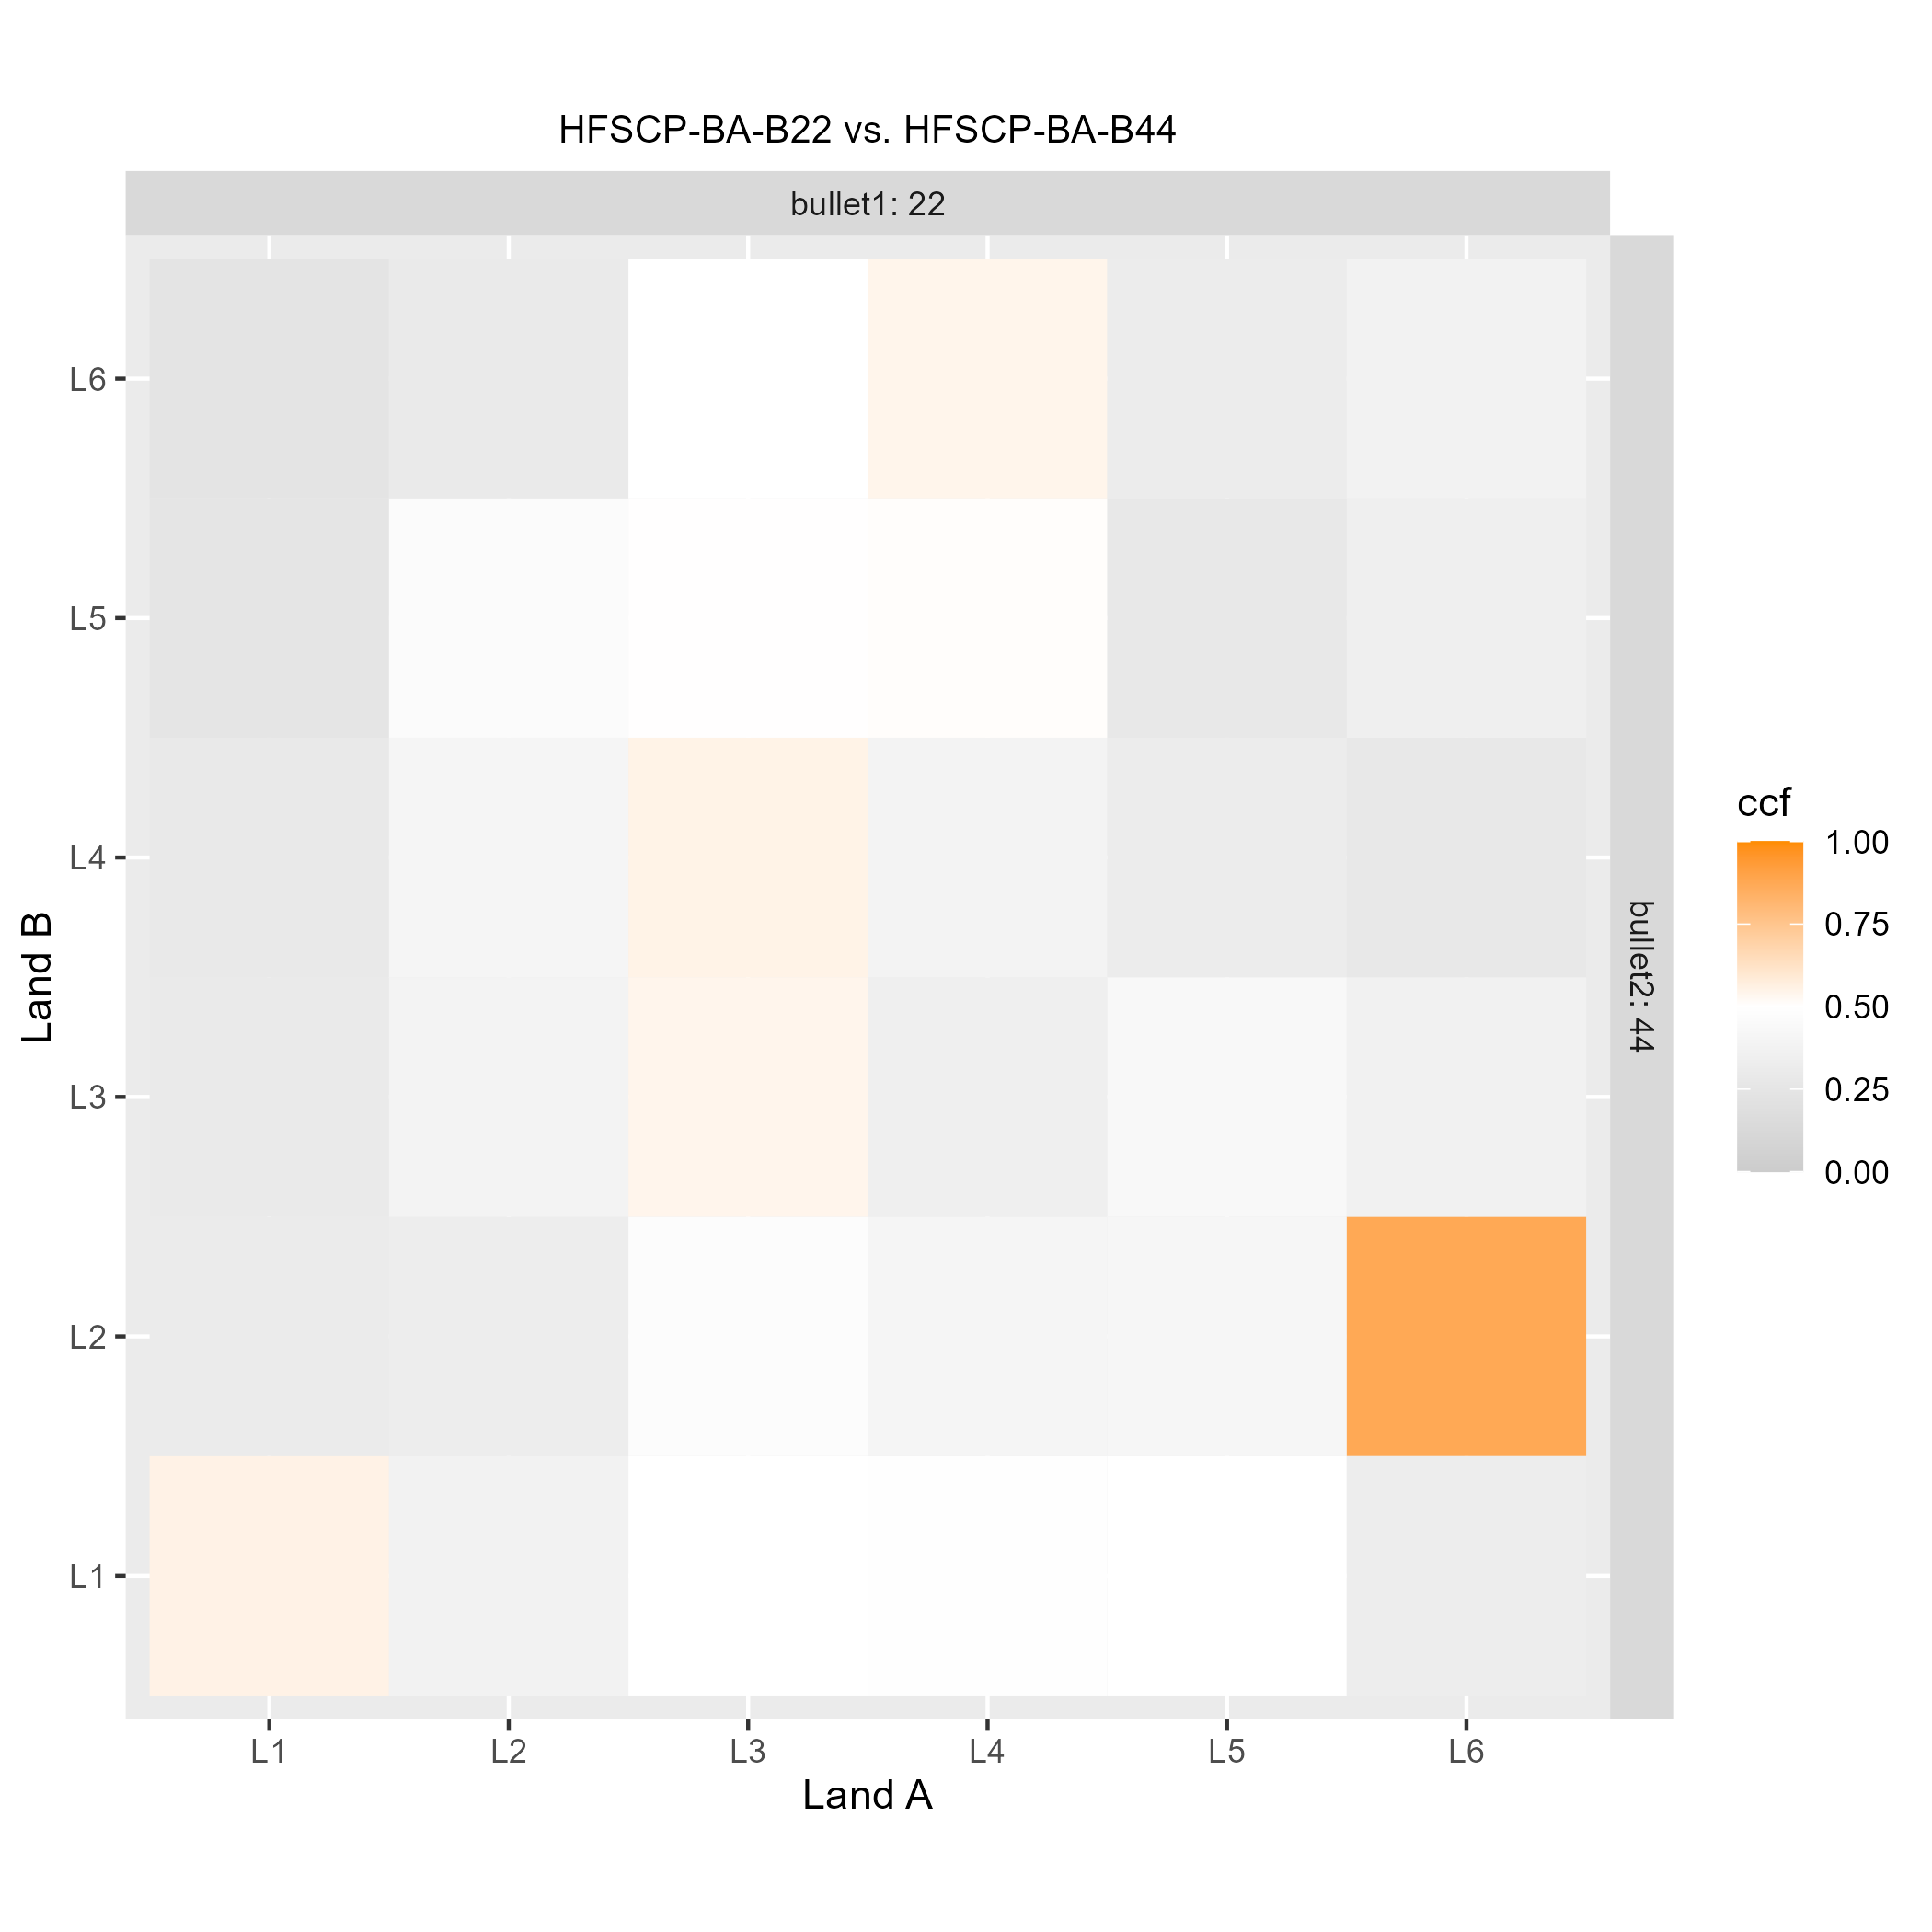 HFSCP-BA-B22 vs. HFSCP-BA-B44
bullet1: 22
L6
L5
L4
L3
L2
L1
Land B
bullet2: 44
L1 L2 L3 L4 L5 L6
Land A
ccf
1.00
0.75
0.50
0.25
0.00